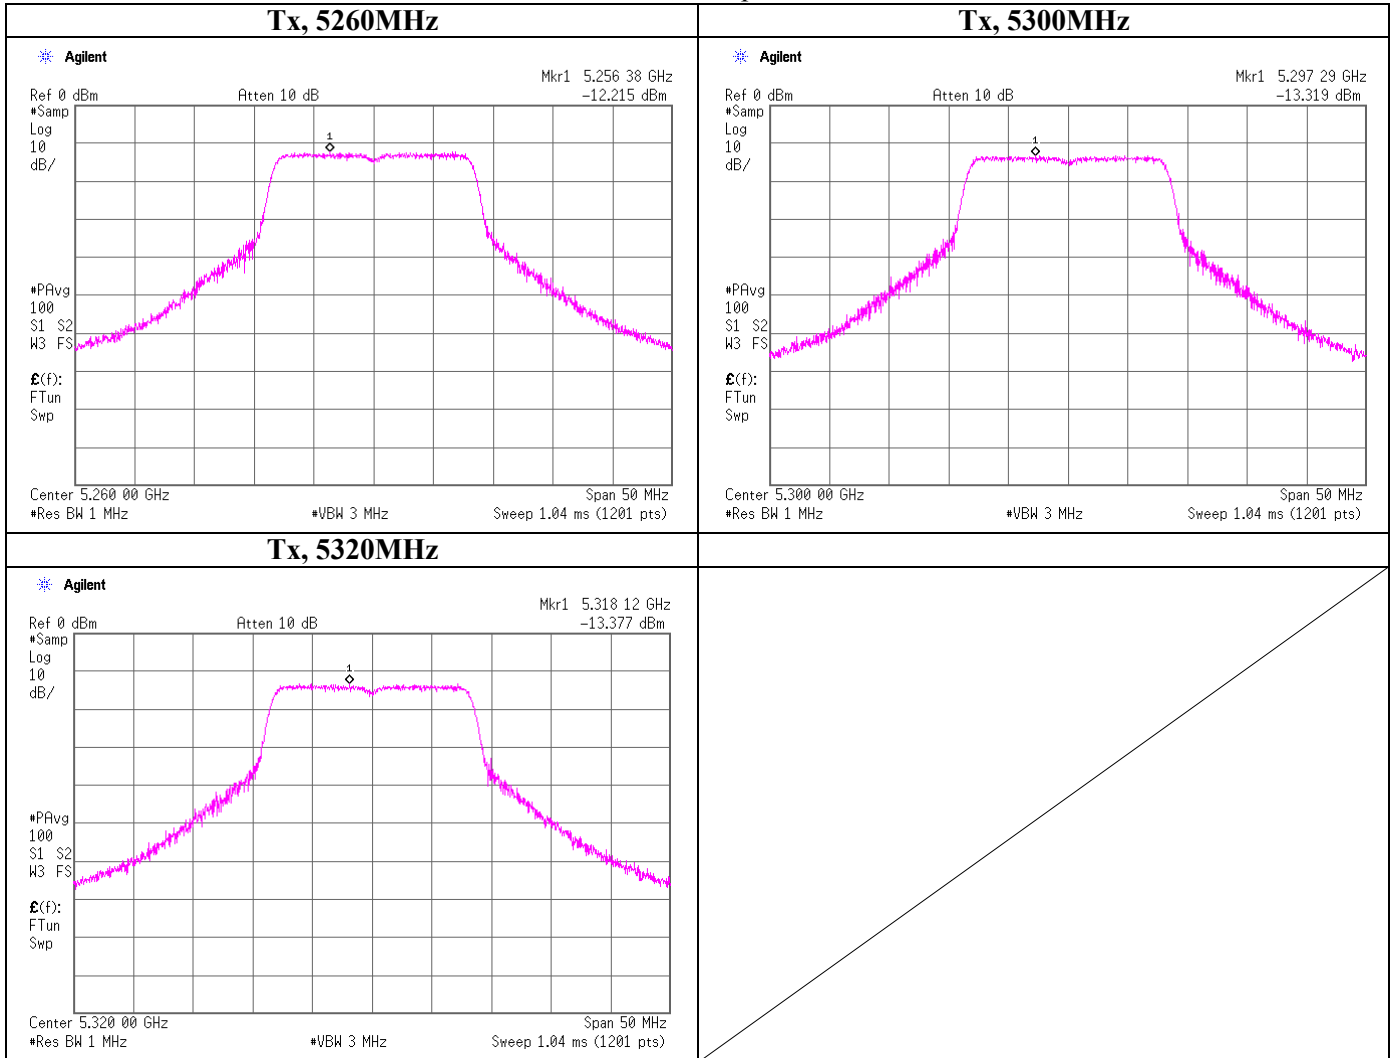 Tx, 5260MHz
Agilent
Mkr1 5.256 38 GHz
Ref 0 dBm Atten 10 dB -12.215 dBm
#Samp
Log
10
dB/
1
#PAvg
100
S1 S2
W3 FS
£(f):
FTun
Swp
Center 5.260 00 GHz Span 50 MHz
#Res BW 1 MHz #VBW 3 MHz Sweep 1.04 ms (1201 pts)
Tx, 5300MHz
Agilent
Mkr1 5.297 29 GHz
Ref 0 dBm Atten 10 dB -13.319 dBm
#Samp
Log
10
dB/
1
#PAvg
100
S1 S2
W3 FS
£(f):
FTun
Swp
Center 5.300 00 GHz Span 50 MHz
#Res BW 1 MHz #VBW 3 MHz Sweep 1.04 ms (1201 pts)
Tx, 5320MHz
Agilent
Mkr1 5.318 12 GHz
Ref 0 dBm Atten 10 dB -13.377 dBm
#Samp
Log
10
dB/
1
#PAvg
100
S1 S2
W3 FS
£(f):
FTun
Swp
Center 5.320 00 GHz Span 50 MHz
#Res BW 1 MHz #VBW 3 MHz Sweep 1.04 ms (1201 pts)